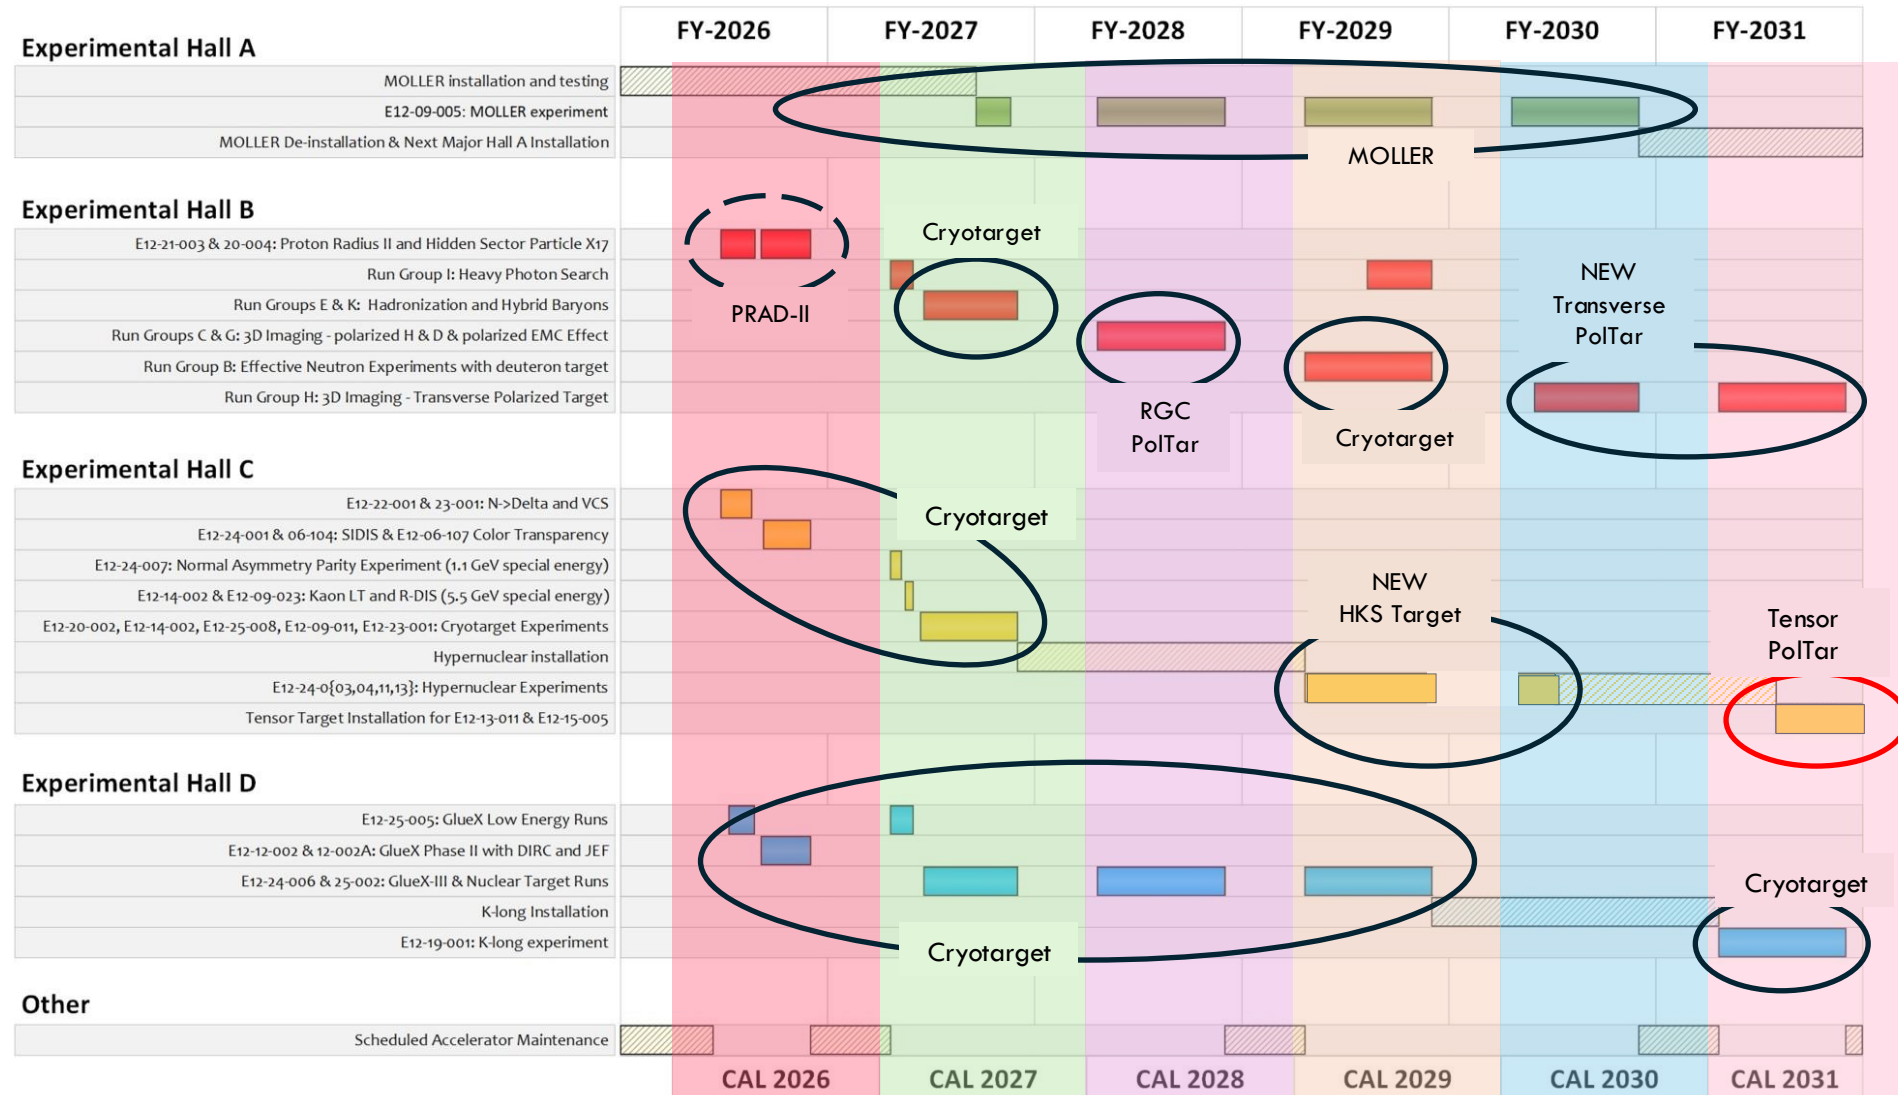 FY-2026 FY-2027 FY-2028 FY-2029 FY-2030 FY-2031
Experimental Hall A
MOLLER installation and testing
E12-09-005: MOLLER experiment
MOLLER De-installation & Next Major Hall A Installation
MOLLER
Experimental Hall B
E12-21-003 & 20-004: Proton Radius II and Hidden Sector Particle X17
Run Group I: Heavy Photon Search
Run Groups E & K:  Hadronization and Hybrid Baryons
Run Groups C & G: 3D Imaging - polarized H & D & polarized EMC Effect
Run Group B: Effective Neutron Experiments with deuteron target
Run Group H: 3D Imaging - Transverse Polarized Target
PRAD-II
Cryotarget
RGC
PolTar
Cryotarget
NEW
Transverse
PolTar
Experimental Hall C
E12-22-001 & 23-001: N->Delta and VCS
E12-24-001 & 06-104: SIDIS & E12-06-107 Color Transparency
E12-24-007: Normal Asymmetry Parity Experiment (1.1 GeV special energy)
E12-14-002 & E12-09-023: Kaon LT and R-DIS (5.5 GeV special energy)
E12-20-002, E12-14-002, E12-25-008, E12-09-011, E12-23-001: Cryotarget Experiments
Hypernuclear installation
E12-24-0{03,04,11,13}: Hypernuclear Experiments
Tensor Target Installation for E12-13-011 & E12-15-005
Cryotarget
NEW
HKS Target
Tensor
PolTar
Experimental Hall D
E12-25-005: GlueX Low Energy Runs
E12-12-002 & 12-002A: GlueX Phase II with DIRC and JEF
E12-24-006 & 25-002: GlueX-III & Nuclear Target Runs
K-long Installation
E12-19-001: K-long experiment
Cryotarget
Cryotarget
Other
Scheduled Accelerator Maintenance
CAL 2026 CAL 2027 CAL 2028 CAL 2029 CAL 2030 CAL 2031